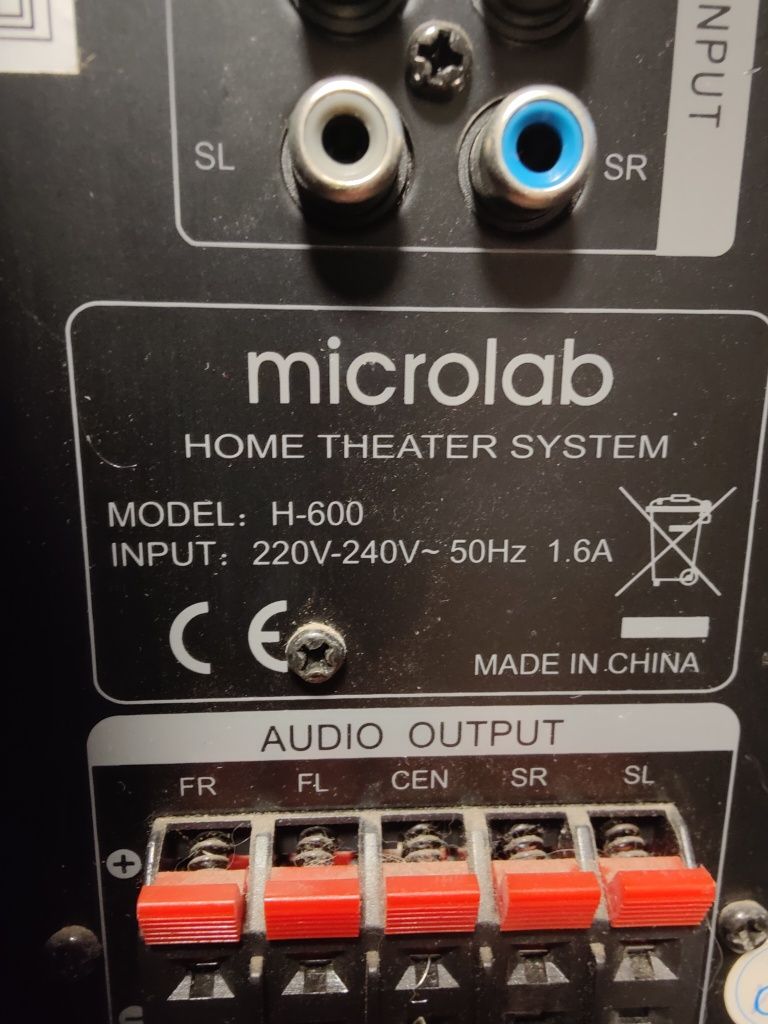 INPUT
SL
SR
microlab
HOME THEATER SYSTEM
MODEL: H-600
INPUT: 220V-240V~ 50Hz 1.6A
CE
MADE IN CHINA
AUDIO OUTPUT
FR FL CEN SR SL
+